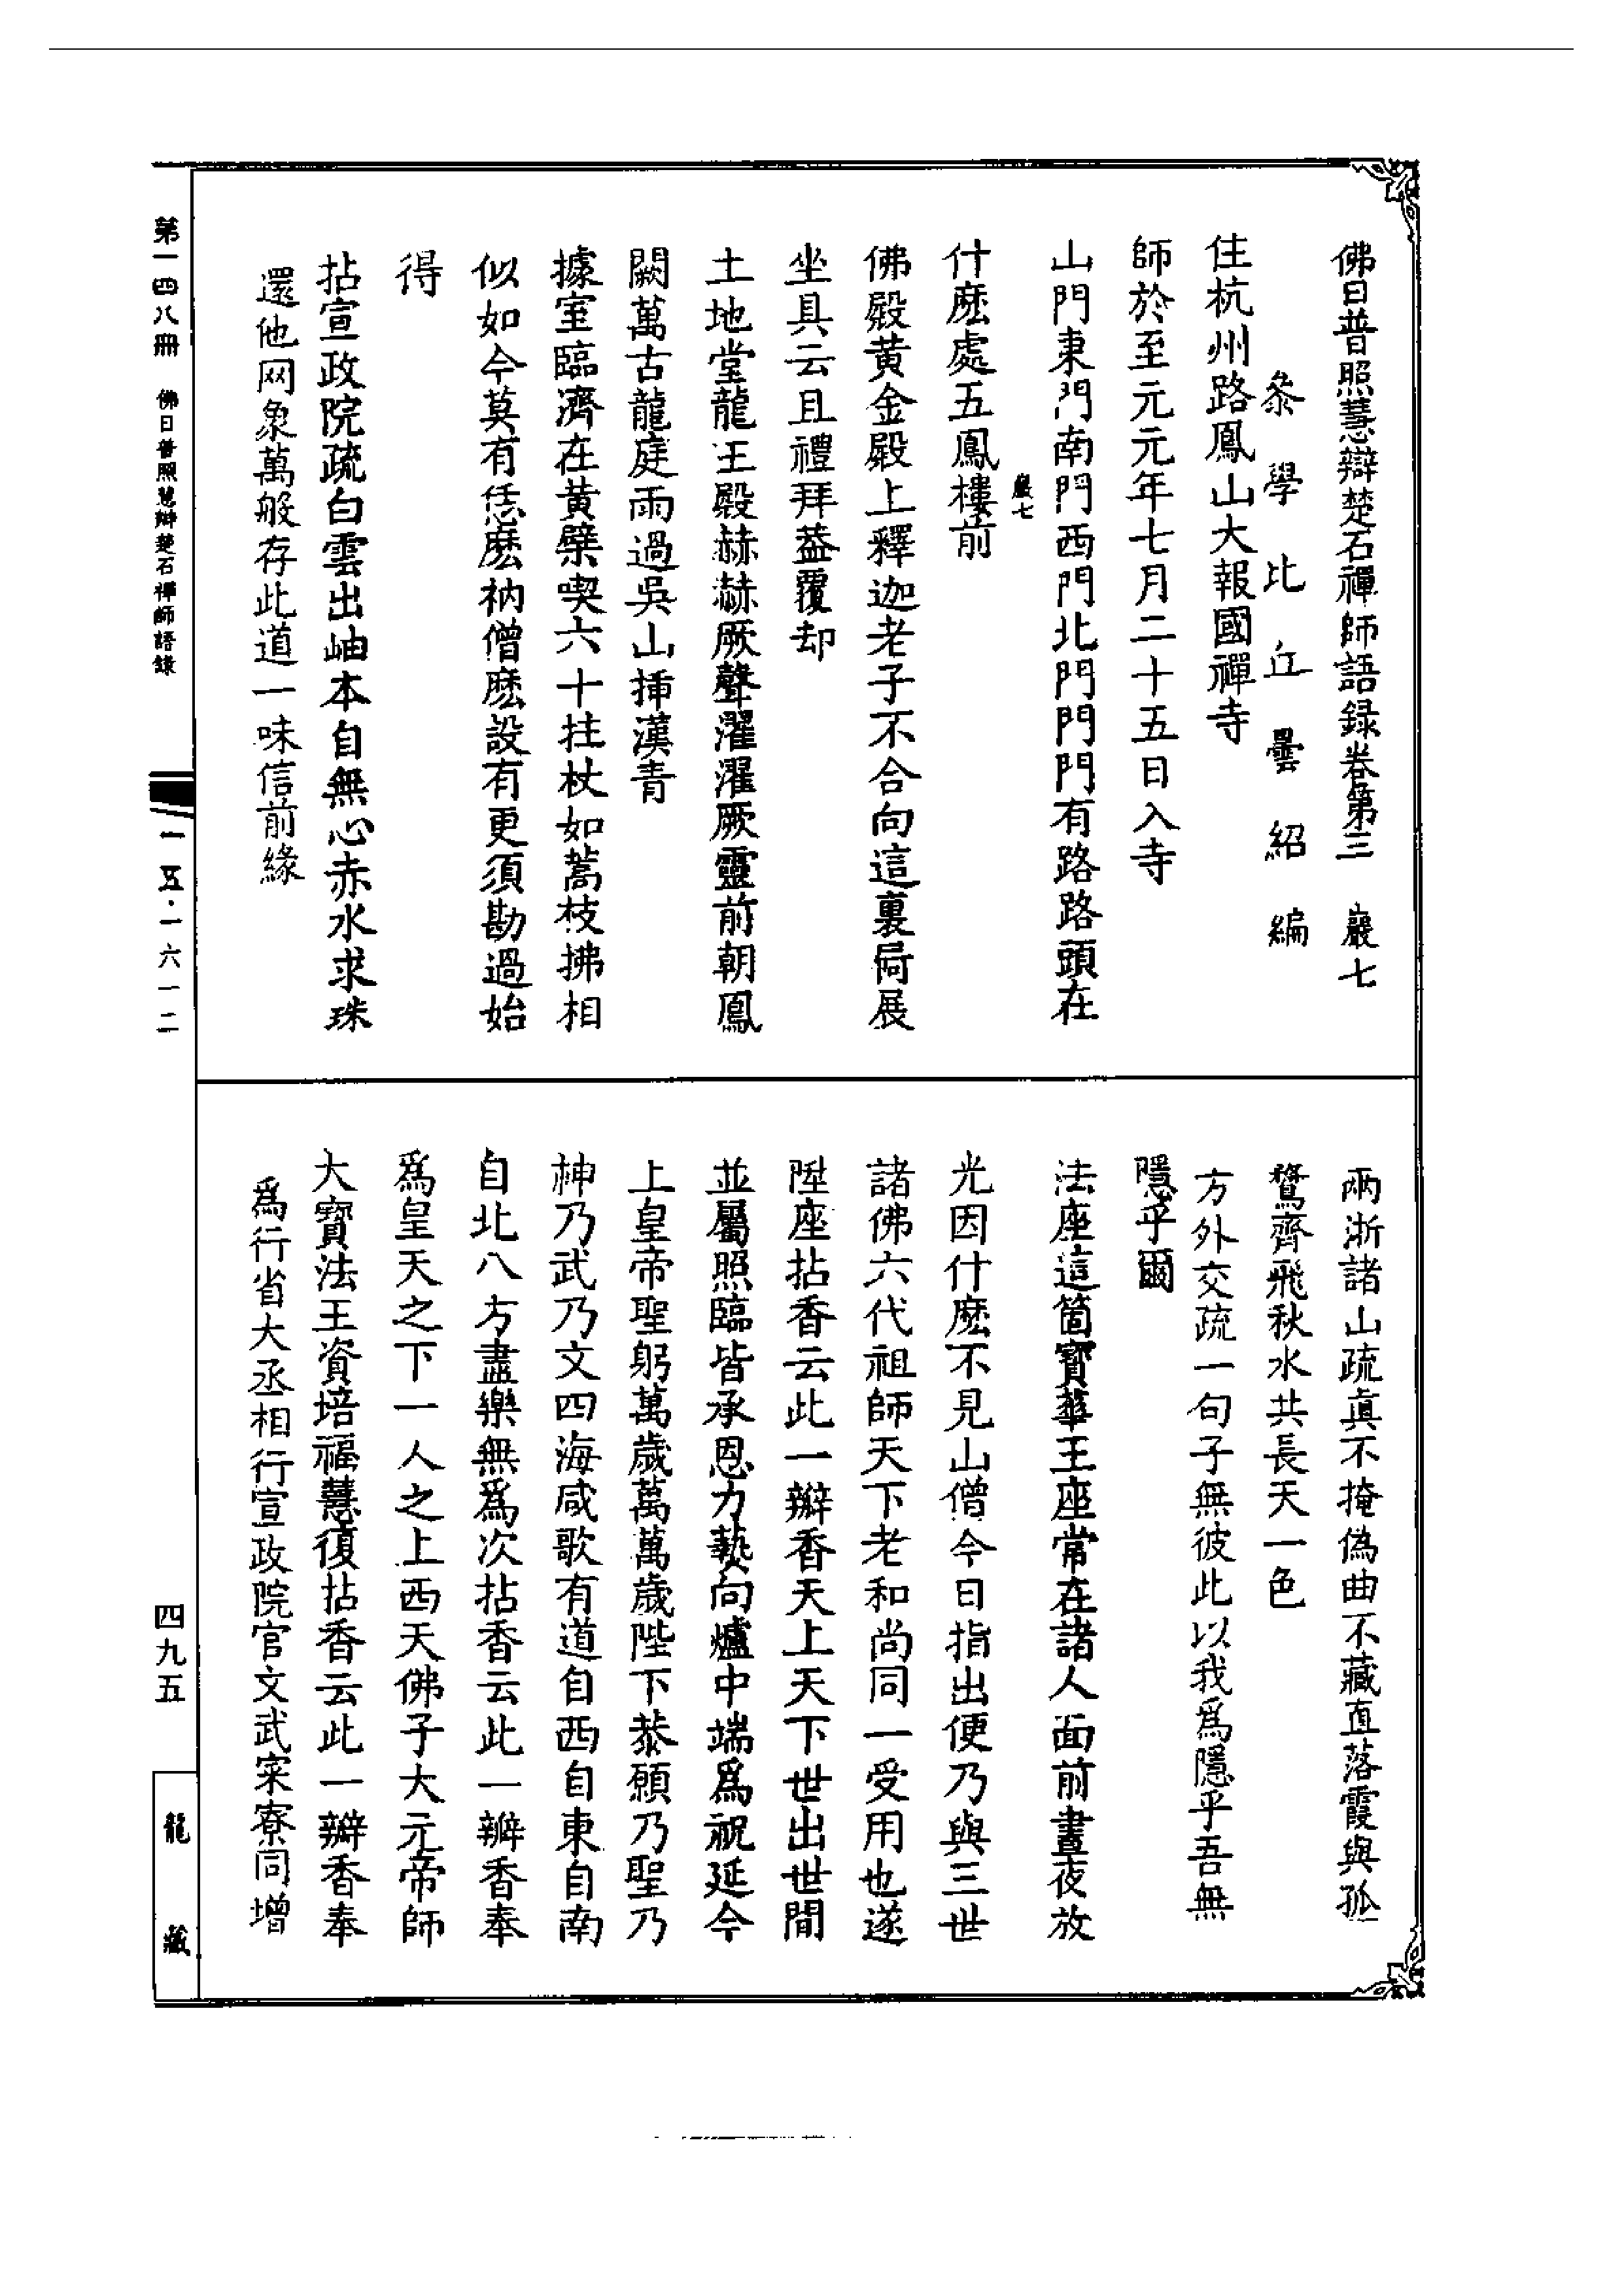 佛日普照慧辯楚石禪師語録卷第三 巖七
叅學比丘曇紹編
住杭州路鳳山大報國禪寺
師於至元元年七月二十五日入寺
山門東門南門西門北門門門有路路頭在
巖七
什麽處五鳳樓前
佛殿黄金殿上釋迦老子不合向這裏扄展
坐具云且禮拜葢覆却
土地堂龍王殿赫赫厥聲濯濯厥靈前朝鳳
闕萬古龍庭雨過吳山揷漢青
據室臨濟在黄檗喫六十拄杖如蒿枝拂相
似如今莫有恁麽衲僧麽設有更須勘過始
得
拈宣政院疏白雲出岫本自無心赤水求珠
還他网象萬般存此道一味信前緣
兩浙諸山疏眞不掩偽曲不藏直落霞與孤
鶩齊飛秋水共長天一色
方外交疏一句子無彼此以我爲隱乎吾無
隱乎爾
法座這箇寶華王座常在諸人面前晝夜放
光因什麽不見山僧今日指出便乃與三世
諸佛六代祖師天下老和尚同一受用也遂
陞座拈香云此一瓣香天上天下世出世間
並屬照臨皆承恩力爇向爐中端爲祝延今
上皇帝聖躬萬歲萬萬歲陛下恭願乃聖乃
神乃武乃文四海咸歌有道自西自東自南
自北八方盡樂無爲次拈香云此一瓣香奉
爲皇天之下一人之上西天佛子大元帝師
大寶法王資培福慧復拈香云此一瓣香奉
爲行省大丞相行宣政院官文武寀寮同增
第一四八冊 佛日普照慧辯楚石禪師語錄
一五·一六一二
四九五
龍藏